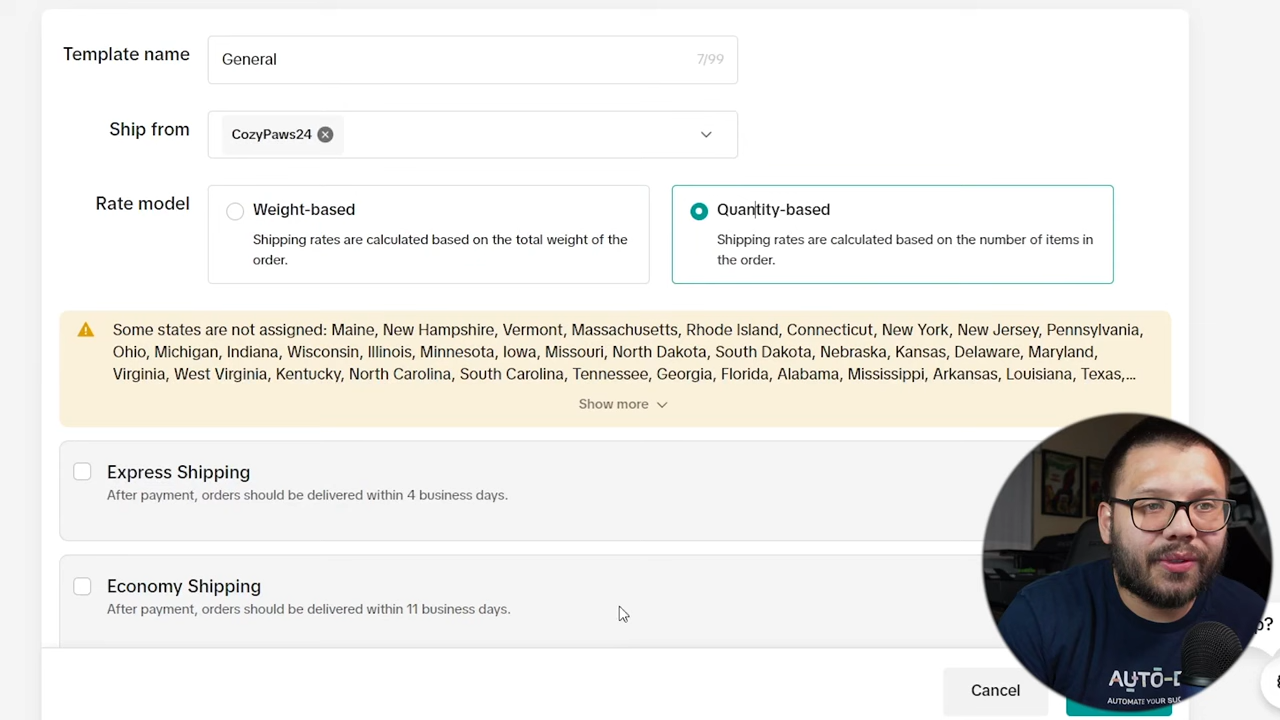 Template name
General
7/99
Ship from
CozyPaws24
Rate model
Weight-based
Shipping rates are calculated based on the total weight of the
order.
Quantity-based
Shipping rates are calculated based on the number of items in
the order.
Some states are not assigned: Maine, New Hampshire, Vermont, Massachusetts, Rhode Island, Connecticut, New York, New Jersey, Pennsylvania,
Ohio, Michigan, Indiana, Wisconsin, Illinois, Minnesota, Iowa, Missouri, North Dakota, South Dakota, Nebraska, Kansas, Delaware, Maryland,
Virginia, West Virginia, Kentucky, North Carolina, South Carolina, Tennessee, Georgia, Florida, Alabama, Mississippi, Arkansas, Louisiana, Texas,...
Show more
Express Shipping
After payment, orders should be delivered within 4 business days.
Economy Shipping
After payment, orders should be delivered within 11 business days.
Cancel
AUTŌ-D
AUTOMATE YOUR